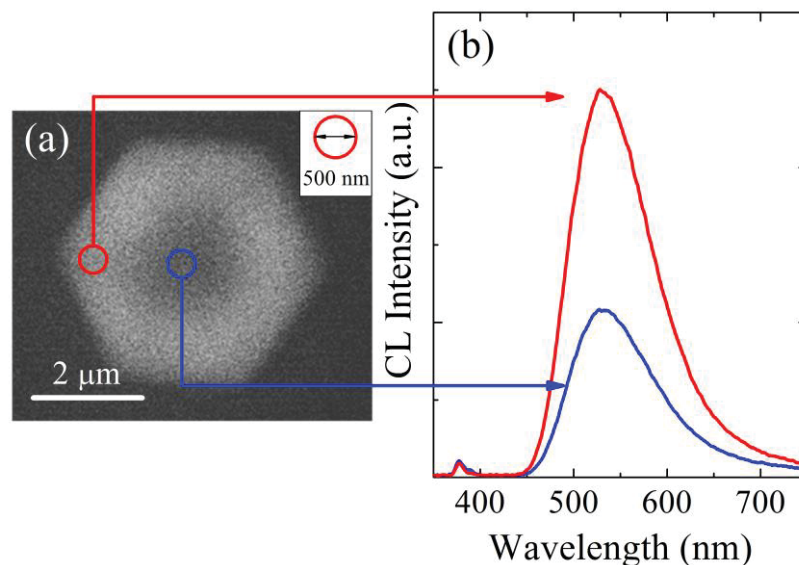 (a)
500 nm
2 μm
(b)
CL Intensity (a.u.)
400 500 600 700
Wavelength (nm)